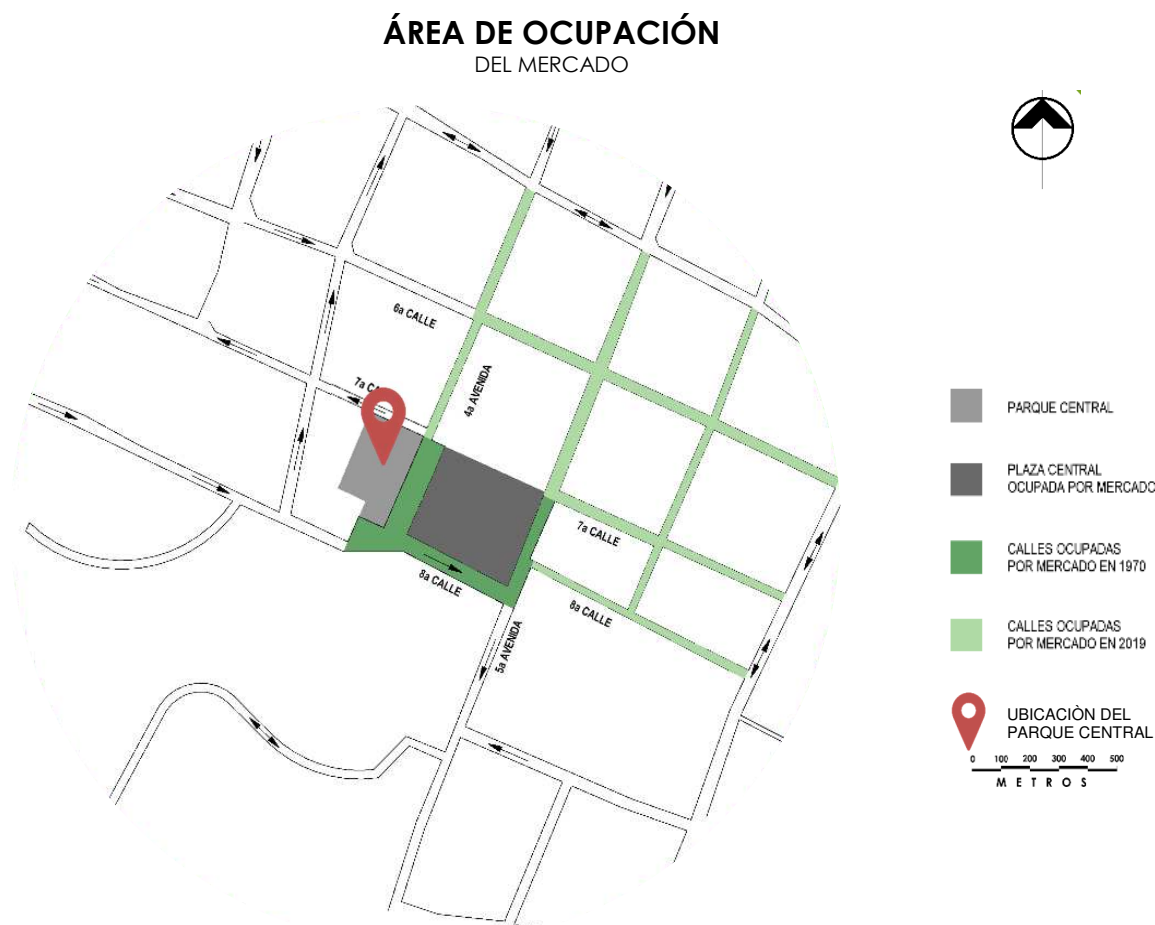 ÁREA DE OCUPACIÓN
DEL MERCADO
6a CALLE
7a CA
4a AVENIDA
7a CALLE
8a CALLE
8a CALLE
5a AVENIDA
PARQUE CENTRAL
PLAZA CENTRAL
OCUPADA POR MERCADO
CALLES OCUPADAS
POR MERCADO EN 1970
CALLES OCUPADAS
POR MERCADO EN 2019
UBICACIÒN DEL
PARQUE CENTRAL
0 100 200 300 400 500
METROS